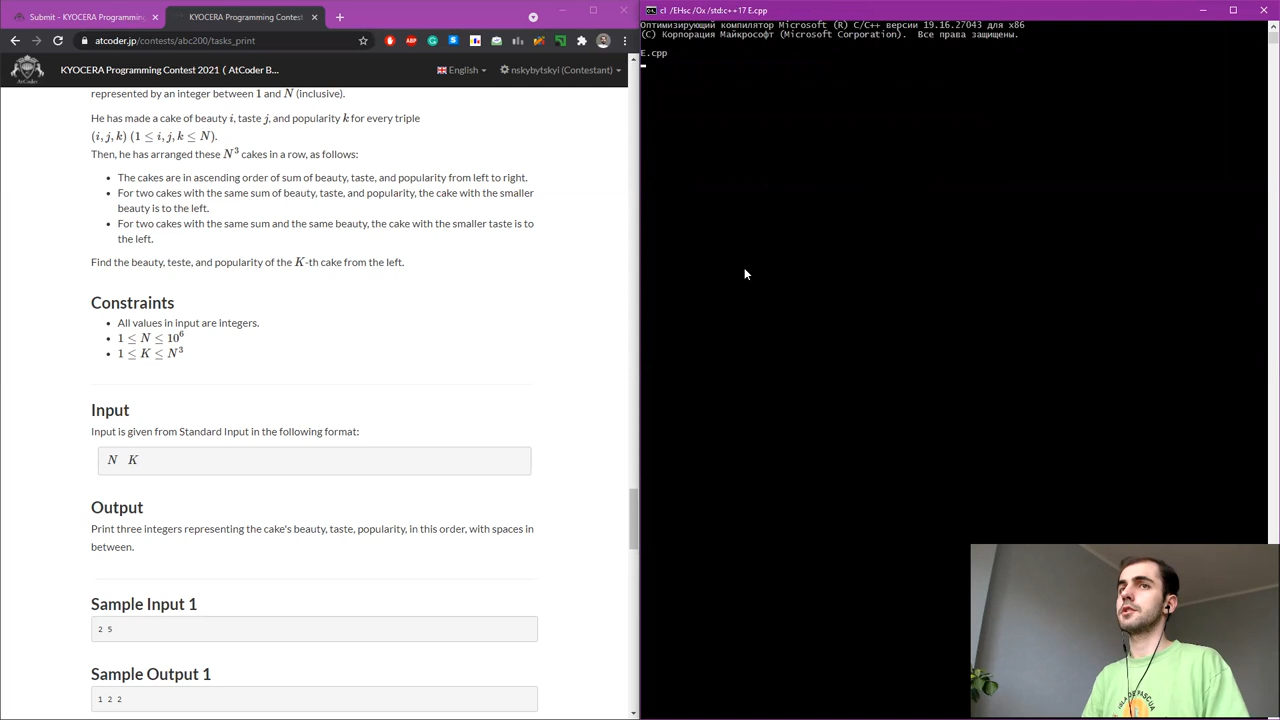 Submit - KYOCERA Programming
KYOCERA Programming Contest
atcoder.jp/contests/abc200/tasks_print
KYOCERA Programming Contest 2021 ( AtCoder B...
English
nskybytskyi (Contestant)
represented by an integer between 1 and N (inclusive).
He has made a cake of beauty i, taste j, and popularity k for every triple
(i, j, k) (1 ≤ i, j, k ≤ N).
Then, he has arranged these N³ cakes in a row, as follows:
• The cakes are in ascending order of sum of beauty, taste, and popularity from left to right.
• For two cakes with the same sum of beauty, taste, and popularity, the cake with the smaller
beauty is to the left.
• For two cakes with the same sum and the same beauty, the cake with the smaller taste is to
the left.
Find the beauty, teste, and popularity of the K-th cake from the left.
Constraints
• All values in input are integers.
• 1 ≤ N ≤ 10⁶
• 1 ≤ K ≤ N³
Input
Input is given from Standard Input in the following format:
N K
Output
Print three integers representing the cake's beauty, taste, popularity, in this order, with spaces in
between.
Sample Input 1
2 5
Sample Output 1
1 2 2
cl /EHsc /Ox /std:c++17 E.cpp
Оптимизирующий компилятор Microsoft (R) C/C++ версии 19.16.27043 для x86
(C) Корпорация Майкрософт (Microsoft Corporation). Все права защищены.
E.cpp